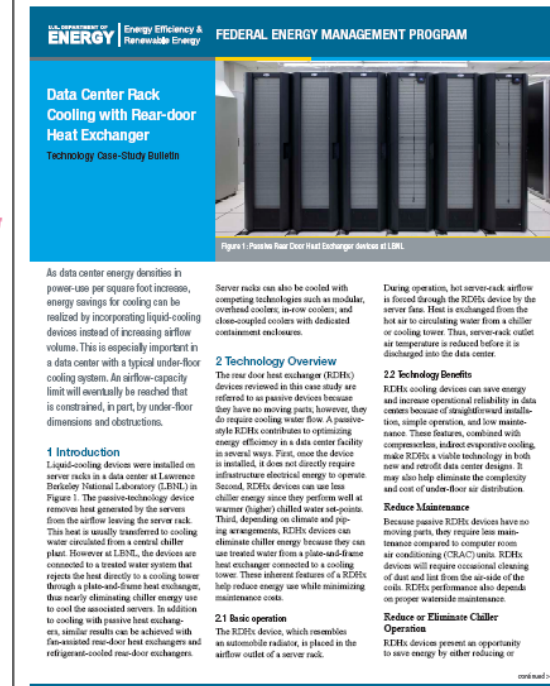 U.S. DEPARTMENT OF
ENERGY
Energy Efficiency &
Renewable Energy
FEDERAL ENERGY MANAGEMENT PROGRAM
Data Center Rack
Cooling with Rear-door
Heat Exchanger
Technology Case-Study Bulletin
Figure 1: Passive Rear Door Heat Exchanger devices at LBNL
As data center energy densities in
power-use per square foot increase,
energy savings for cooling can be
realized by incorporating liquid-cooling
devices instead of increasing airflow
volume. This is especially important in
a data center with a typical under-floor
cooling system. An airflow-capacity
limit will eventually be reached that
is constrained, in part, by under-floor
dimensions and obstructions.
1 Introduction
Liquid-cooling devices were installed on
server racks in a data center at Lawrence
Berkeley National Laboratory (LBNL) in
Figure 1. The passive-technology device
removes heat generated by the servers
from the airflow leaving the server rack.
This heat is usually transferred to cooling
water circulated from a central chiller
plant. However at LBNL, the devices are
connected to a treated water system that
rejects the heat directly to a cooling tower
through a plate-and-frame heat exchanger,
thus nearly eliminating chiller energy use
to cool the associated servers. In addition
to cooling with passive heat exchang-
ers, similar results can be achieved with
fan-assisted rear-door heat exchangers and
refrigerant-cooled rear-door exchangers.
Server racks can also be cooled with
competing technologies such as modular,
overhead coolers; in-row coolers; and
close-coupled coolers with dedicated
containment enclosures.
2 Technology Overview
The rear door heat exchanger (RDHx)
devices reviewed in this case study are
referred to as passive devices because
they have no moving parts; however, they
do require cooling water flow. A passive-
style RDHx contributes to optimizing
energy efficiency in a data center facility
in several ways. First, once the device
is installed, it does not directly require
infrastructure electrical energy to operate.
Second, RDHx devices can use less
chiller energy since they perform well at
warmer (higher) chilled water set-points.
Third, depending on climate and pip-
ing arrangements, RDHx devices can
eliminate chiller energy because they can
use treated water from a plate-and-frame
heat exchanger connected to a cooling
tower. These inherent features of a RDHx
help reduce energy use while minimizing
maintenance costs.
2.1 Basic operation
The RDHx device, which resembles
an automobile radiator, is placed in the
airflow outlet of a server rack.
During operation, hot server-rack airflow
is forced through the RDHx device by the
server fans. Heat is exchanged from the
hot air to circulating water from a chiller
or cooling tower. Thus, server-rack outlet
air temperature is reduced before it is
discharged into the data center.
2.2 Technology Benefits
RDHx cooling devices can save energy
and increase operational reliability in data
centers because of straightforward installa-
tion, simple operation, and low mainte-
nance. These features, combined with
compressorless, indirect evaporative cooling,
make RDHx a viable technology in both
new and retrofit data center designs. It
may also help eliminate the complexity
and cost of under-floor air distribution.
Reduce Maintenance
Because passive RDHx devices have no
moving parts, they require less main-
tenance compared to computer room
air conditioning (CRAC) units. RDHx
devices will require occasional cleaning
of dust and lint from the air-side of the
coils. RDHx performance also depends
on proper waterside maintenance.
Reduce or Eliminate Chiller
Operation
RDHx devices present an opportunity
to save energy by either reducing or
continued >